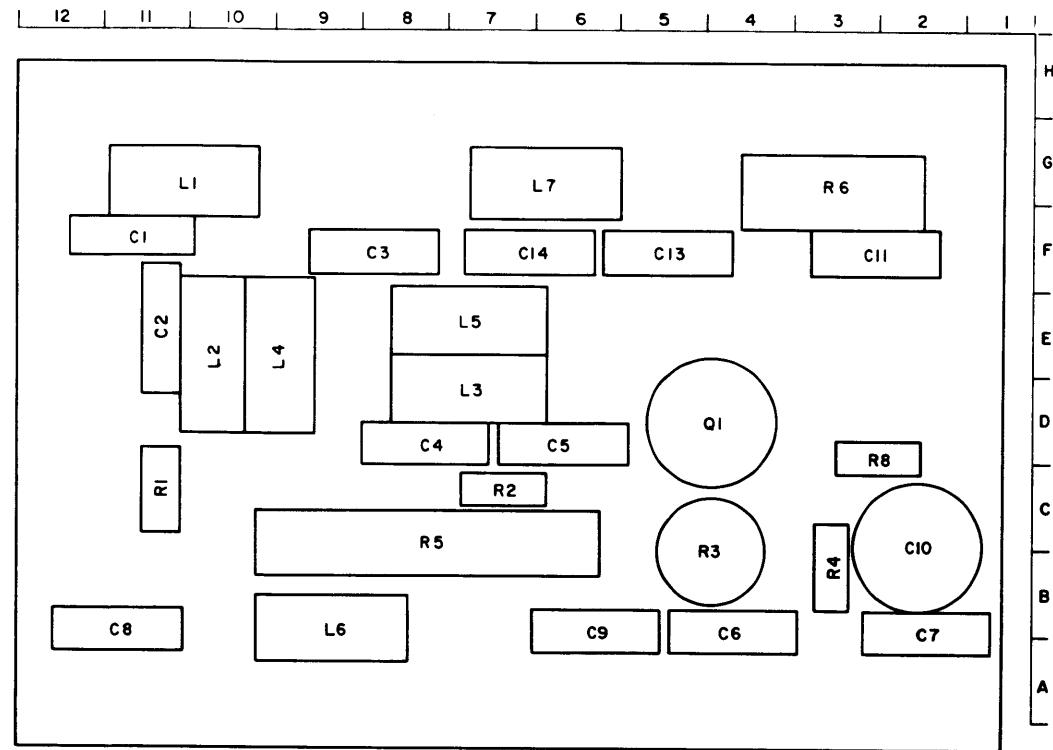 12 11 10 9 8 7 6 5 4 3 2 1
H
L1 L7 R6 G
C1 C3 C14 C13 C11 F
C2 L2 L4 L5 E
L3 Q1 D
C4 C5 R8
R1 R2 C
R5 R3 R4 C10
C8 L6 C9 C6 C7 B
A